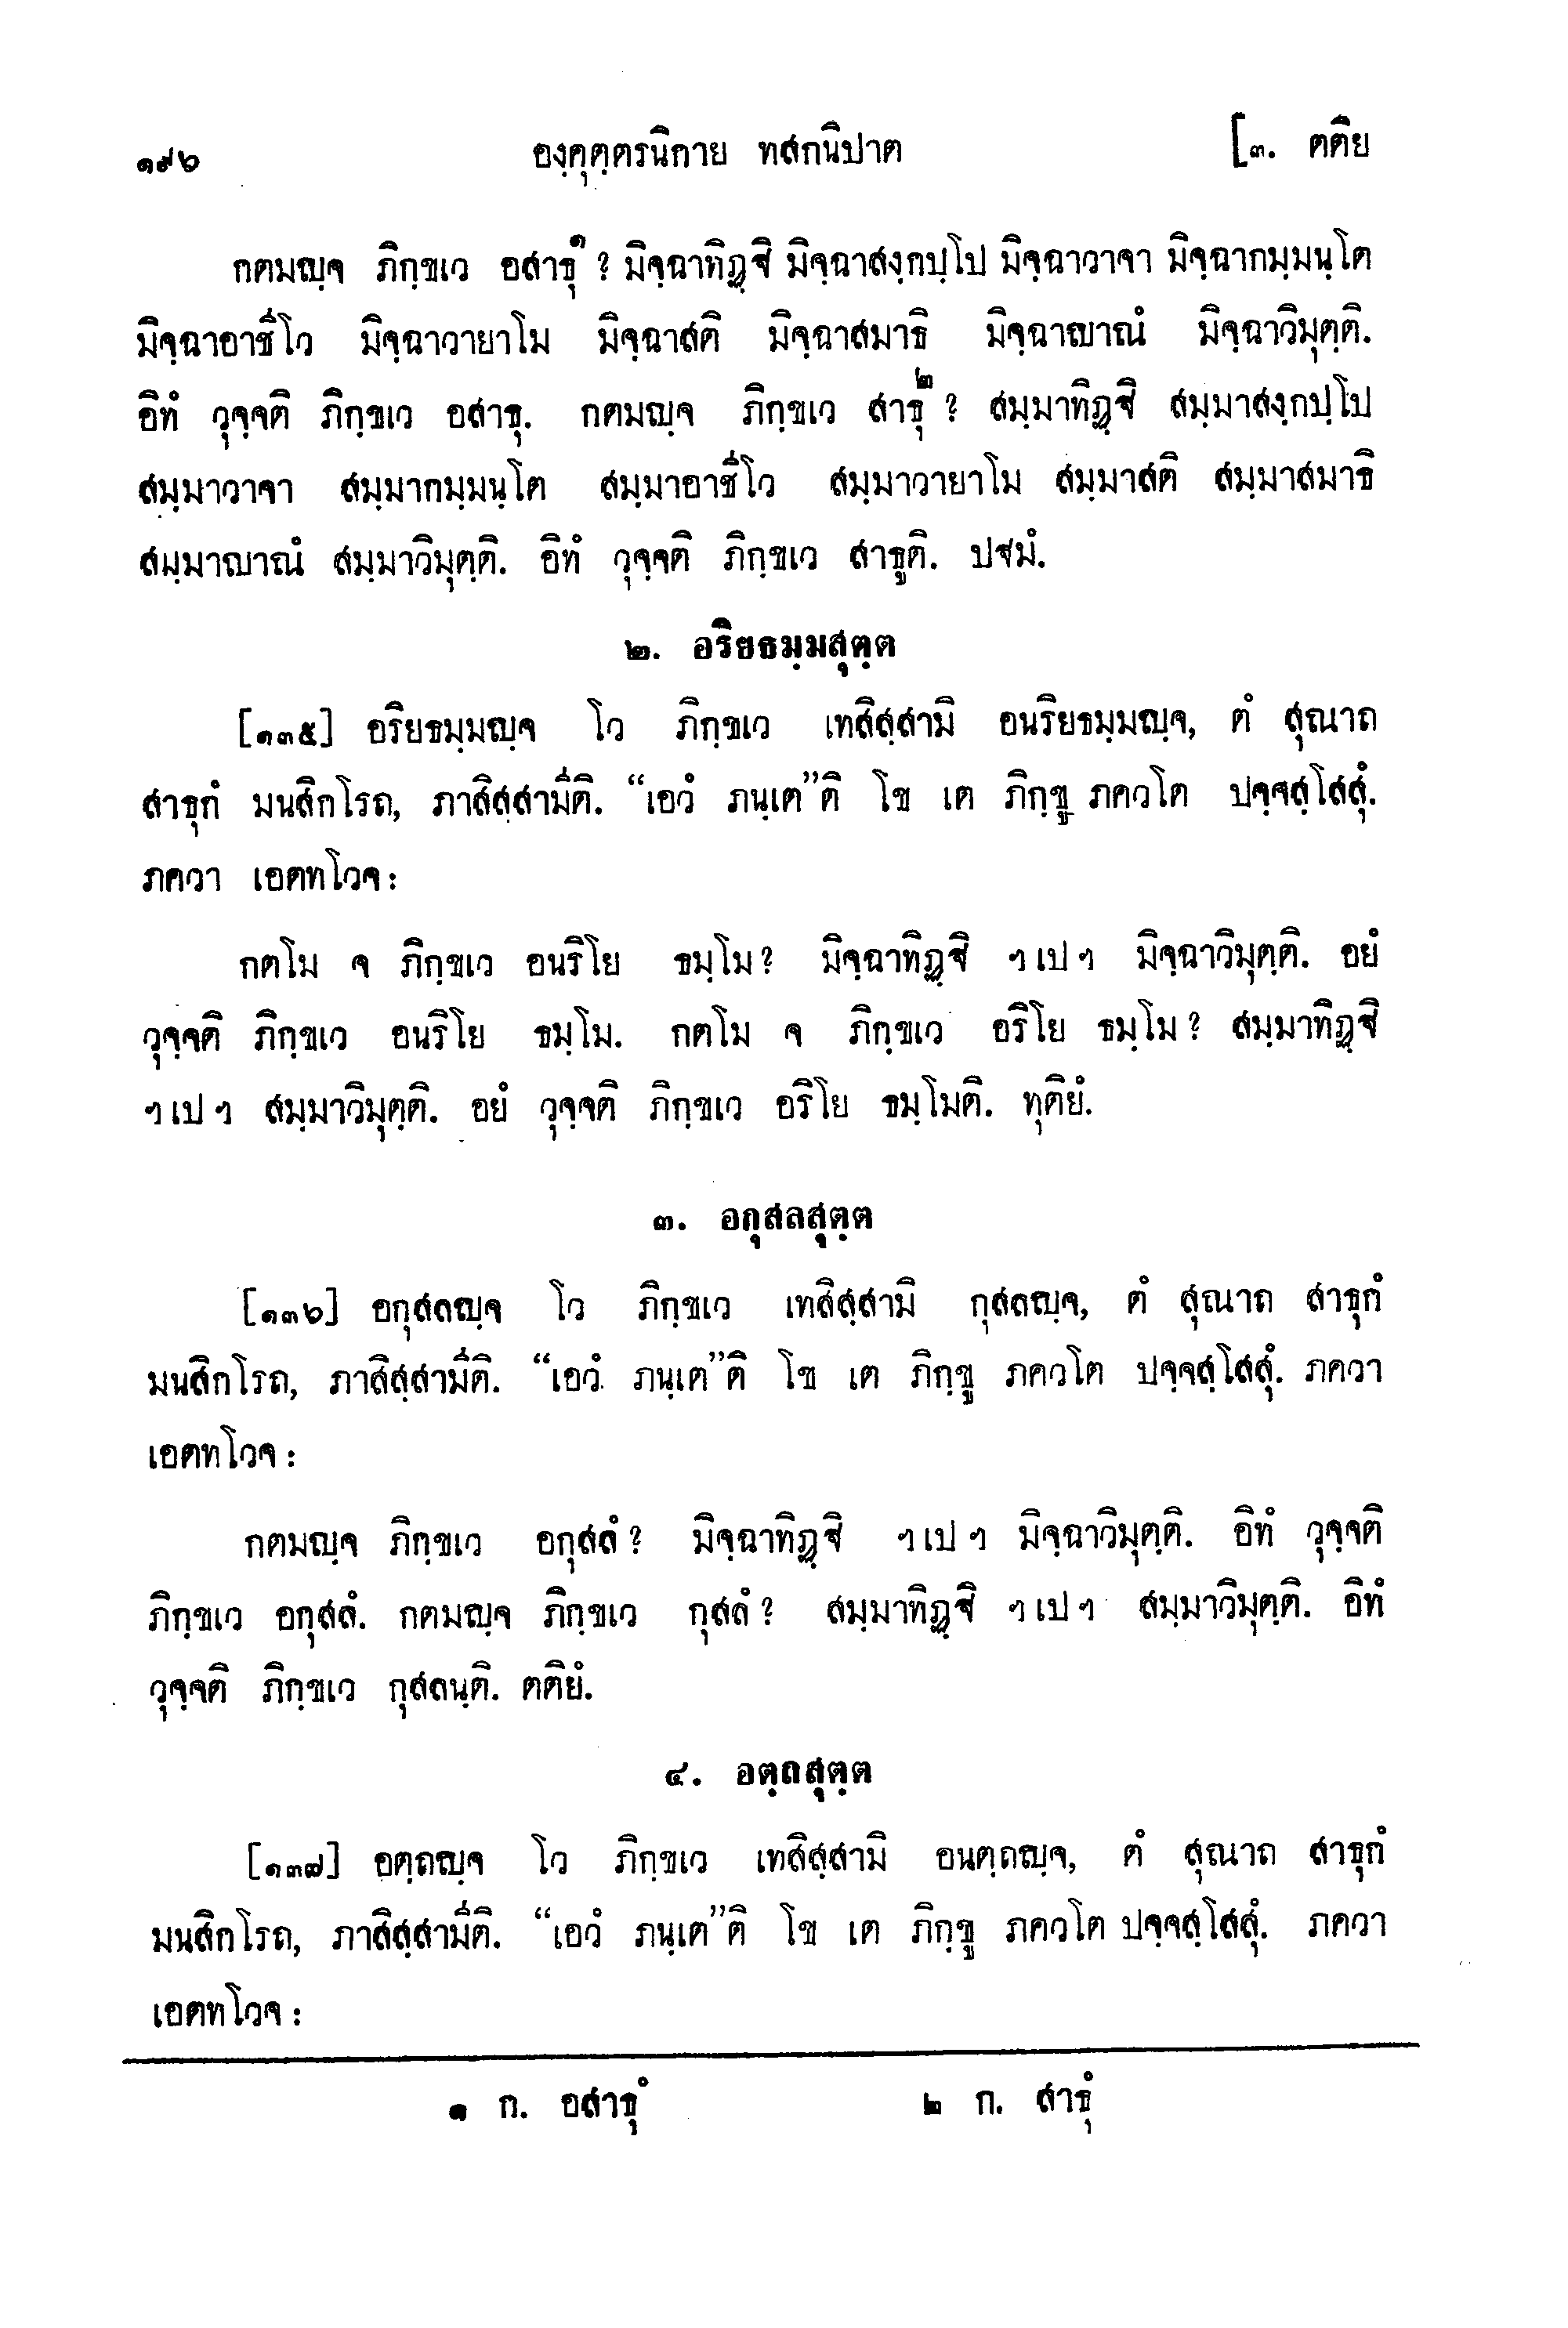 ๑๙๖ องฺคุตฺตรนิกาย ทสกนิปาต [๓. ตติย
กตมญฺจ ภิกฺขเว อสาธุ๑ ? มิจฺฉาทิฏฺฐิ มิจฺฉาสงฺกปฺโป มิจฺฉาวาจา มิจฺฉากมฺมนฺโต
มิจฺฉาอาชีโว มิจฺฉาวายาโม มิจฺฉาสติ มิจฺฉาสมาธิ มิจฺฉาญาณํ มิจฺฉาวิมุตฺติ.
อิทํ วุจฺจติ ภิกฺขเว อสาธุ. กตมญฺจ ภิกฺขเว สาธุ๒ ? สมฺมาทิฏฺฐิ สมฺมาสงฺกปฺโป
สมฺมาวาจา สมฺมากมฺมนฺโต สมฺมาอาชีโว สมฺมาวายาโม สมฺมาสติ สมฺมาสมาธิ
สมฺมาญาณํ สมฺมาวิมุตฺติ. อิทํ วุจฺจติ ภิกฺขเว สาธูติ. ปฐมํ.
๒. อริยธมฺมสุตฺต
[๑๓๕] อริยธมฺมญฺจ โว ภิกฺขเว เทสิสฺสามิ อนริยธมฺมญฺจ, ตํ สุณาถ
สาธุกํ มนสิกโรถ, ภาสิสฺสามีติ. “เอวํ ภนฺเต”ติ โข เต ภิกฺขู ภควโต ปจฺจสฺโสสุํ.
ภควา เอตทโวจ :
กตโม จ ภิกฺขเว อนริโย ธมฺโม ? มิจฺฉาทิฏฺฐิ ฯ เป ฯ มิจฺฉาวิมุตฺติ. อยํ
วุจฺจติ ภิกฺขเว อนริโย ธมฺโม. กตโม จ ภิกฺขเว อริโย ธมฺโม ? สมฺมาทิฏฺฐิ
ฯ เป ฯ สมฺมาวิมุตฺติ. อยํ วุจฺจติ ภิกฺขเว อริโย ธมฺโมติ. ทุติยํ.
๓. อกุสลสุตฺต
[๑๓๖] อกุสลญฺจ โว ภิกฺขเว เทสิสฺสามิ กุสลญฺจ, ตํ สุณาถ สาธุกํ
มนสิกโรถ, ภาสิสฺสามีติ. “เอวํ ภนฺเต”ติ โข เต ภิกฺขู ภควโต ปจฺจสฺโสสุํ. ภควา
เอตทโวจ :
กตมญฺจ ภิกฺขเว อกุสลํ ? มิจฺฉาทิฏฺฐิ ฯ เป ฯ มิจฺฉาวิมุตฺติ. อิทํ วุจฺจติ
ภิกฺขเว อกุสลํ. กตมญฺจ ภิกฺขเว กุสลํ ? สมฺมาทิฏฺฐิ ฯ เป ฯ สมฺมาวิมุตฺติ. อิทํ
วุจฺจติ ภิกฺขเว กุสลนฺติ. ตติยํ.
๔. อตฺถสุตฺต
[๑๓๗] อตฺถญฺจ โว ภิกฺขเว เทสิสฺสามิ อนตฺถญฺจ, ตํ สุณาถ สาธุกํ
มนสิกโรถ, ภาสิสฺสามีติ. “เอวํ ภนฺเต”ติ โข เต ภิกฺขู ภควโต ปจฺจสฺโสสุํ. ภควา
เอตทโวจ :
๑ ก. อสาธุํ ๒ ก. สาธุํ